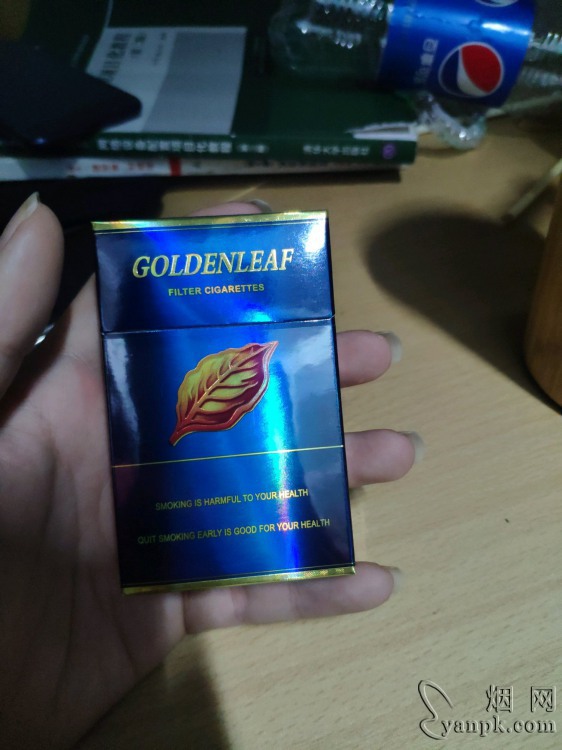 GOLDENLEAF
FILTER CIGARETTES
SMOKING IS HARMFUL TO YOUR HEALTH
QUIT SMOKING EARLY IS GOOD FOR YOUR HEALTH
烟网
yanpk.com